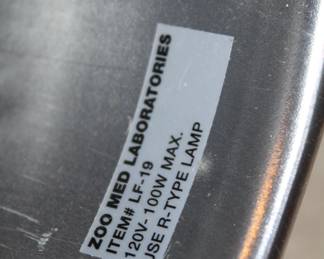 ZOO MED LABORATORIES
ITEM# LF-19
120V- 100W MAX.
USE R-TYPE LAMP